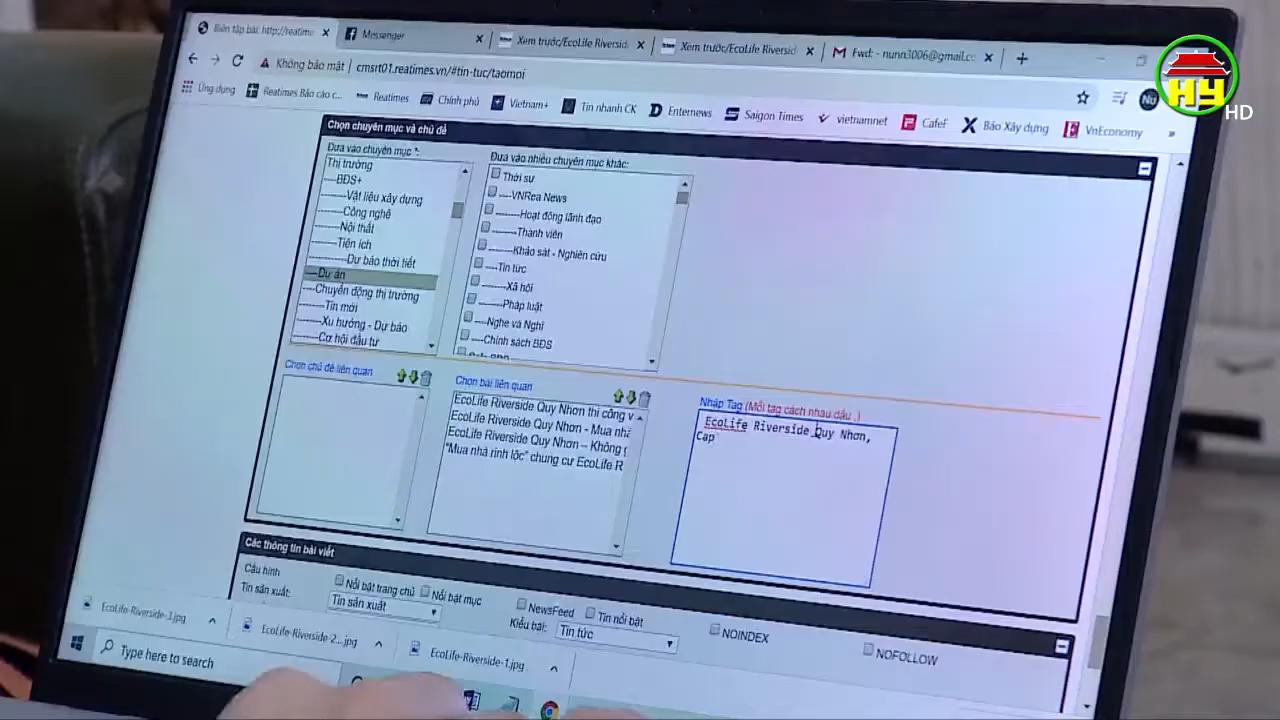 Biên tập bài: http://reatime
Messenger
Xem trước/EcoLife Riverside
Xem trước/EcoLife Riversid
Fwd: - nunn3006@gmail.co
Không bảo mật
cmsrt01.reatimes.vn/#tin-tuc/taomoi
Ứng dụng
Reatimes Báo cáo c...
Reatimes
Chính phủ
Vietnam+
Tin nhanh CK
Enternews
Saigon Times
vietnamnet
Cafef
Báo Xây dựng
VnEconomy
»
HY
HD
Chọn chuyên mục và chủ đề
Đưa vào chuyên mục *:
Thị trường
----BĐS+
--------Vật liệu xây dựng
--------Công nghệ
--------Nội thất
--------Tiện ích
------------Dự báo thời tiết
----Dự án
----Chuyển động thị trường
--------Tin mới
--------Xu hướng - Dự báo
--------Cơ hội đầu tư
Đưa vào nhiều chuyên mục khác:
Thời sự
----VNRea News
--------Hoạt động lãnh đạo
--------Thành viên
--------Khảo sát - Nghiên cứu
----Tin tức
--------Xã hội
--------Pháp luật
----Nghề và Nghị
----Chính sách BĐS
Chọn chủ đề liên quan
Chọn bài liên quan
EcoLife Riverside Quy Nhơn thi công v
EcoLife Riverside Quy Nhơn - Mua nhà
EcoLife Riverside Quy Nhơn – Không g
"Mua nhà rinh lộc" chung cư EcoLife R
Nhập Tag (Mỗi tag cách nhau dấu ,)
EcoLife Riverside Quy Nhơn,
Cap
Các thông tin bài viết
Cấu hình
Nổi bật trang chủ
Nổi bật mục
NewsFeed
Tin nổi bật
NOINDEX
NOFOLLOW
Tin sản xuất:
Tin sản xuất
Kiểu bài:
Tin tức
EcoLife-Riverside-3.jpg
EcoLife-Riverside-2....jpg
EcoLife-Riverside-1.jpg
Type here to search